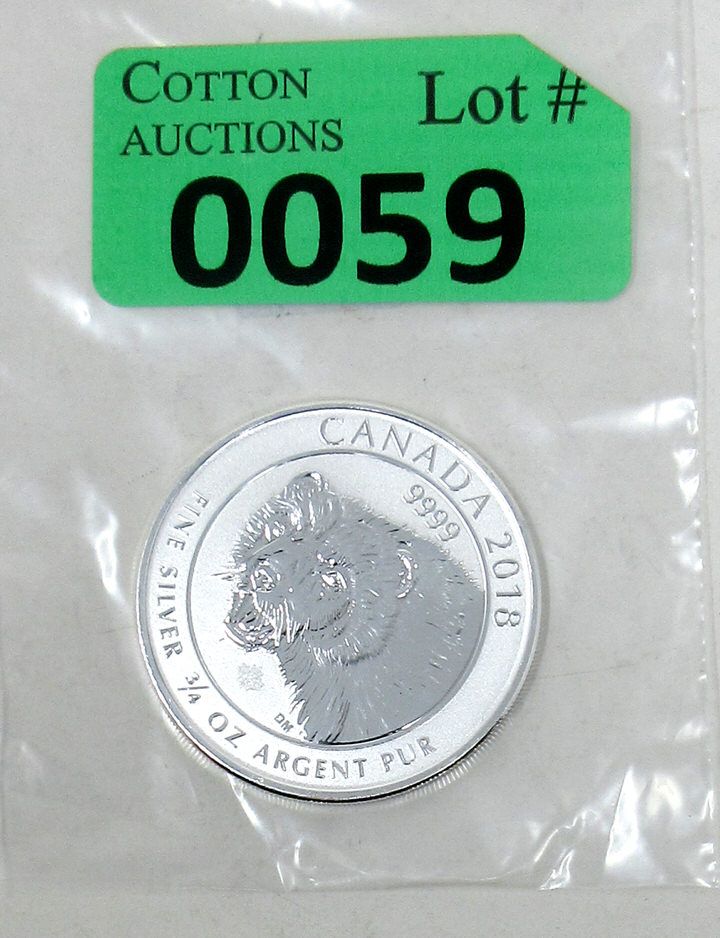 COTTON
AUCTIONS
Lot #
0059
CANADA 2018
9999
FINE SILVER 3/4 OZ ARGENT PUR
DM